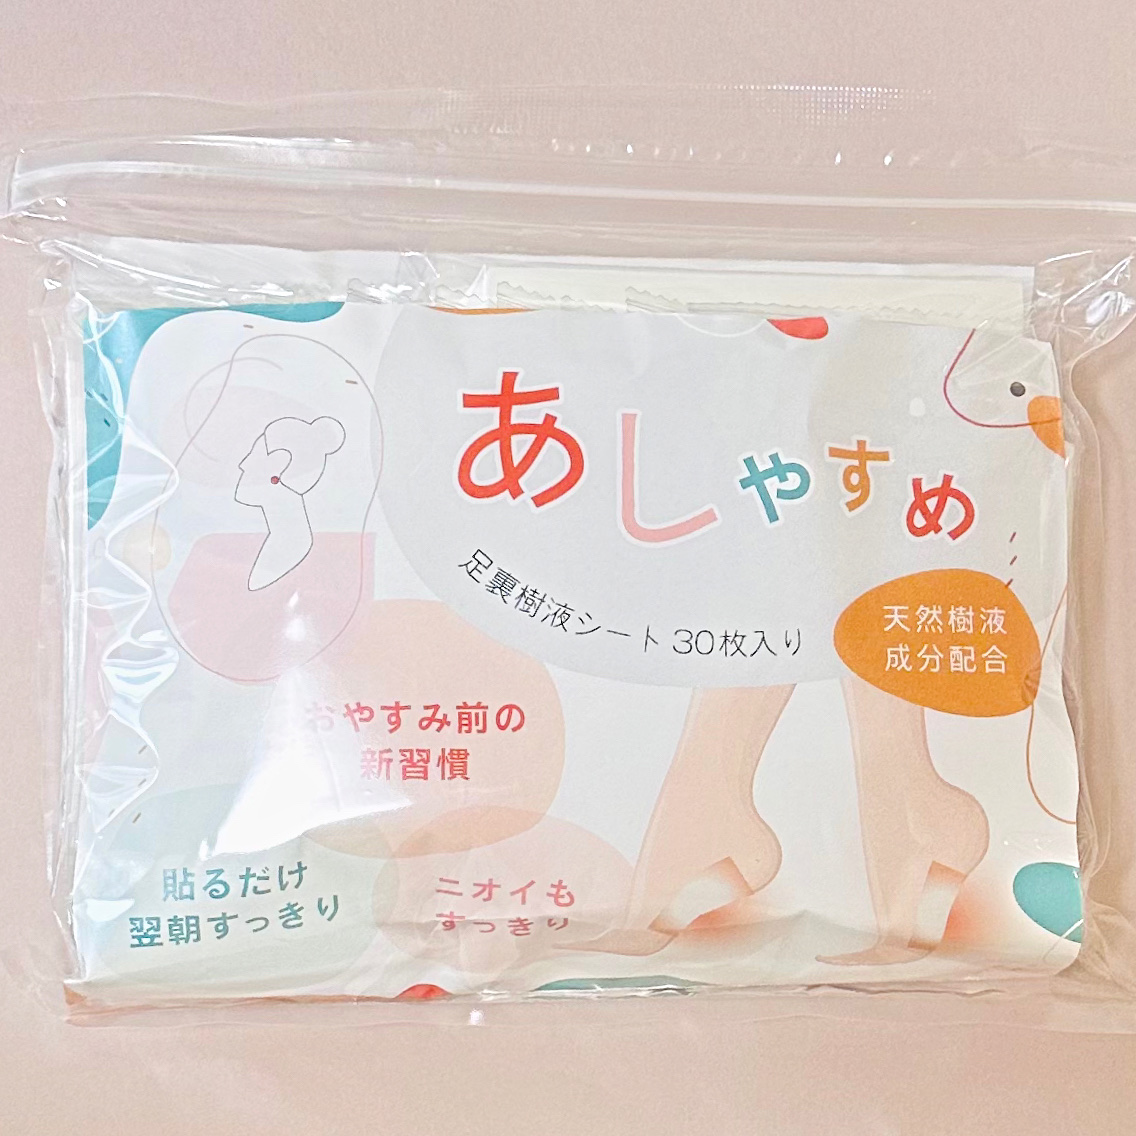 あしやすめ
足裏樹液シート 30枚入り
天然樹液
成分配合
おやすみ前の
新習慣
貼るだけ
翌朝すっきり
ニオイも
すっきり